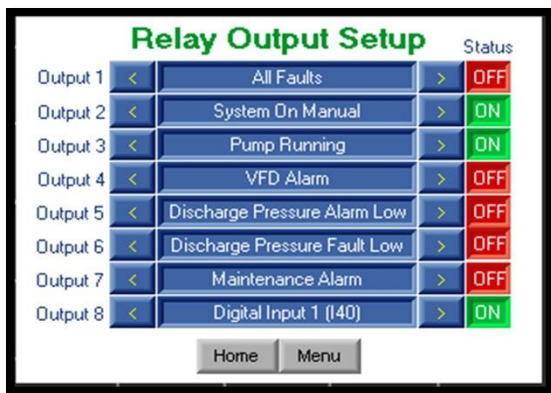 Relay Output Setup
Status
Output 1 < All Faults > OFF
Output 2 < System On Manual > ON
Output 3 < Pump Running > ON
Output 4 < VFD Alarm > OFF
Output 5 < Discharge Pressure Alarm Low > OFF
Output 6 < Discharge Pressure Fault Low > OFF
Output 7 < Maintenance Alarm > OFF
Output 8 < Digital Input 1 (I40) > ON
Home Menu